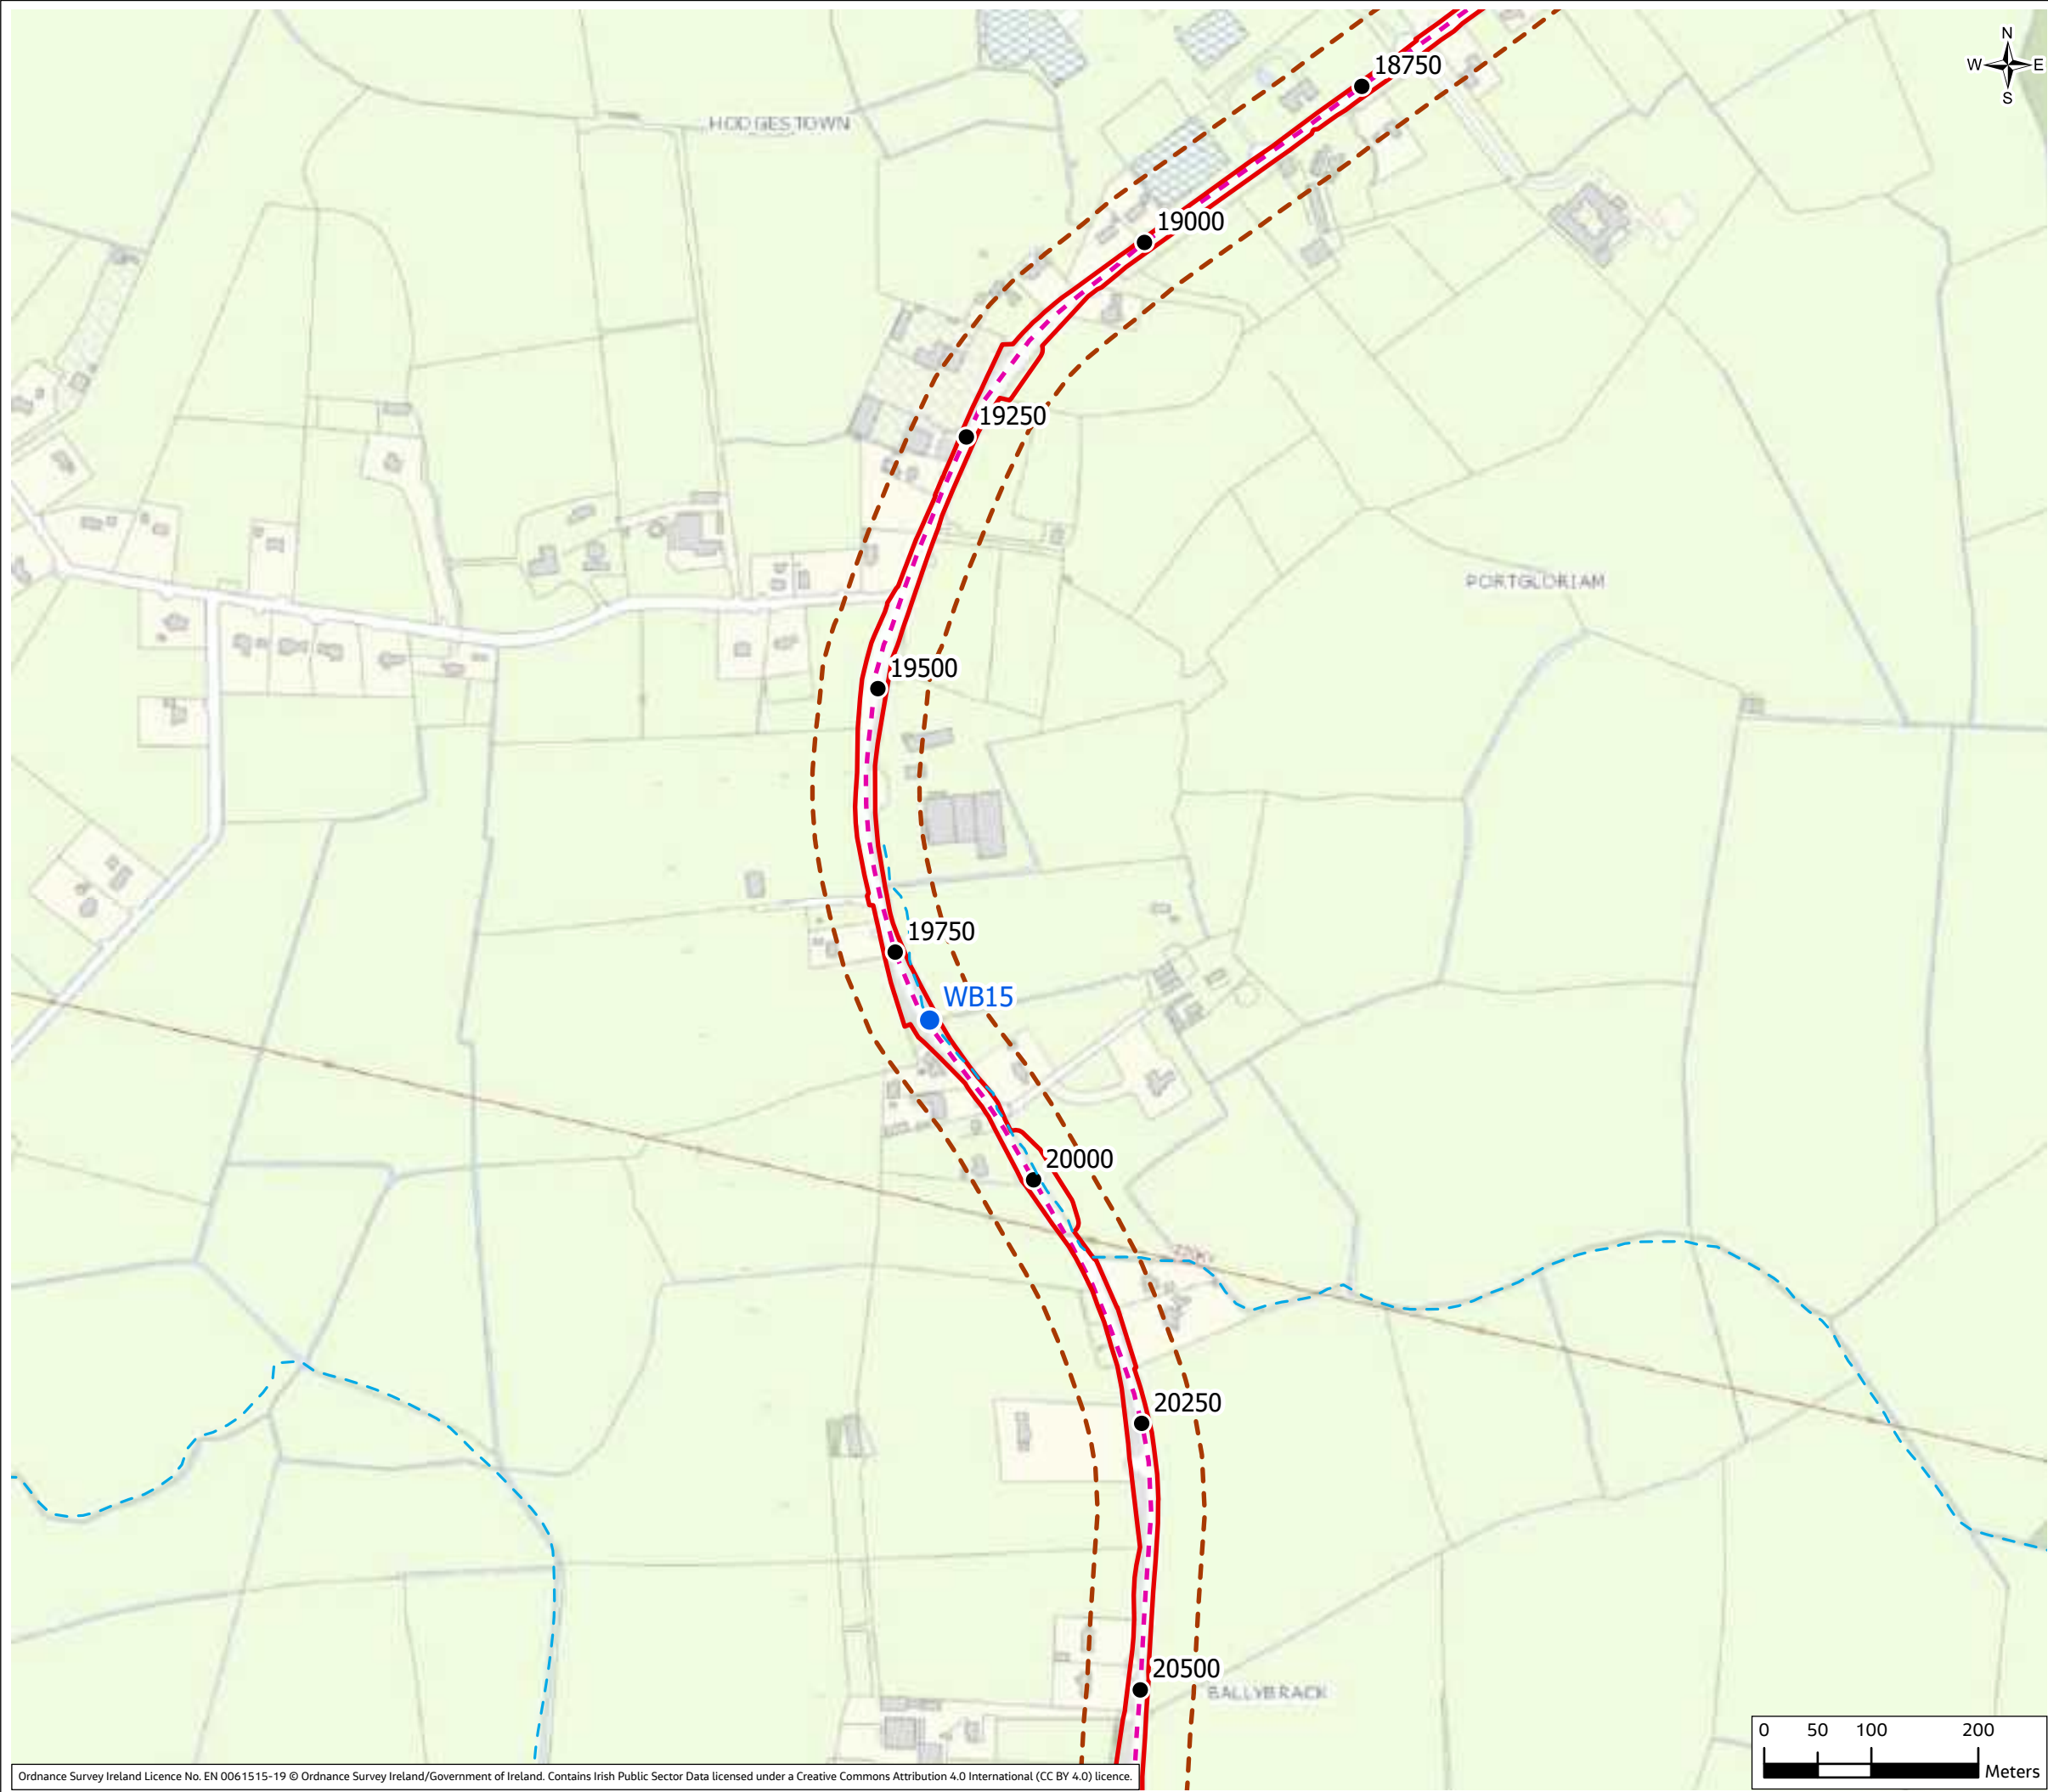 N
W E
S
18750
HODGESTOWN
19000
19250
PORTGLORIAM
19500
19750
WB15
20000
220kV
20250
20500
BALLYBRACK
0 50 100 200
Meters
Ordnance Survey Ireland Licence No. EN 0061515-19 © Ordnance Survey Ireland/Government of Ireland. Contains Irish Public Sector Data licensed under a Creative Commons Attribution 4.0 International (CC BY 4.0) licence.